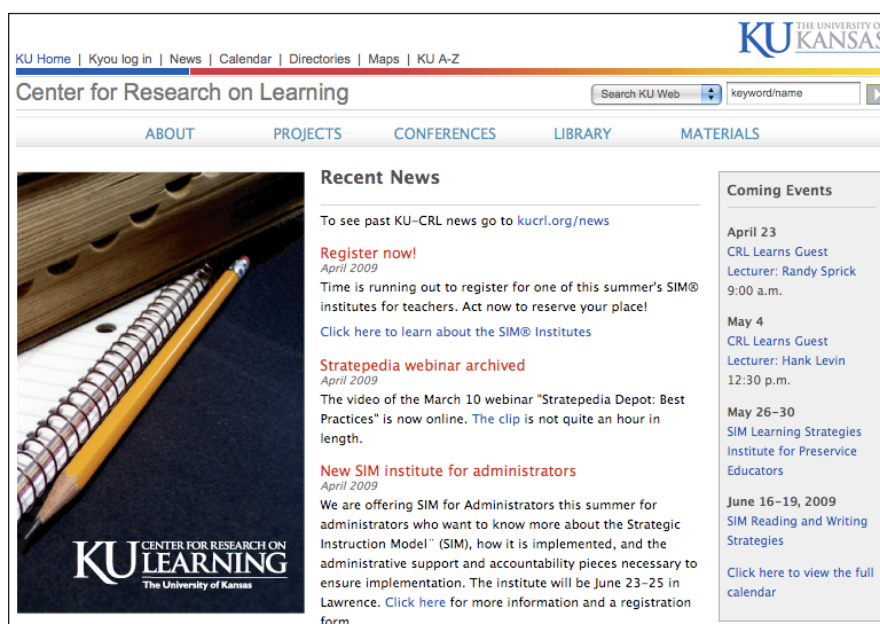 THE UNIVERSITY OF
KU KANSAS
KU Home | Kyou log in | News | Calendar | Directories | Maps | KU A-Z
Center for Research on Learning
Search KU Web
keyword/name
ABOUT PROJECTS CONFERENCES LIBRARY MATERIALS
Recent News
To see past KU-CRL news go to kucrl.org/news
Register now!
April 2009
Time is running out to register for one of this summer's SIM®
institutes for teachers. Act now to reserve your place!
Click here to learn about the SIM® Institutes
Stratepedia webinar archived
April 2009
The video of the March 10 webinar "Stratepedia Depot: Best
Practices" is now online. The clip is not quite an hour in
length.
New SIM institute for administrators
April 2009
We are offering SIM for Administrators this summer for
administrators who want to know more about the Strategic
Instruction Model¨ (SIM), how it is implemented, and the
administrative support and accountability pieces necessary to
ensure implementation. The institute will be June 23-25 in
Lawrence. Click here for more information and a registration
form.
Coming Events
April 23
CRL Learns Guest
Lecturer: Randy Sprick
9:00 a.m.
May 4
CRL Learns Guest
Lecturer: Hank Levin
12:30 p.m.
May 26-30
SIM Learning Strategies
Institute for Preservice
Educators
June 16-19, 2009
SIM Reading and Writing
Strategies
Click here to view the full
calendar
KU CENTER FOR RESEARCH ON
LEARNING
The University of Kansas